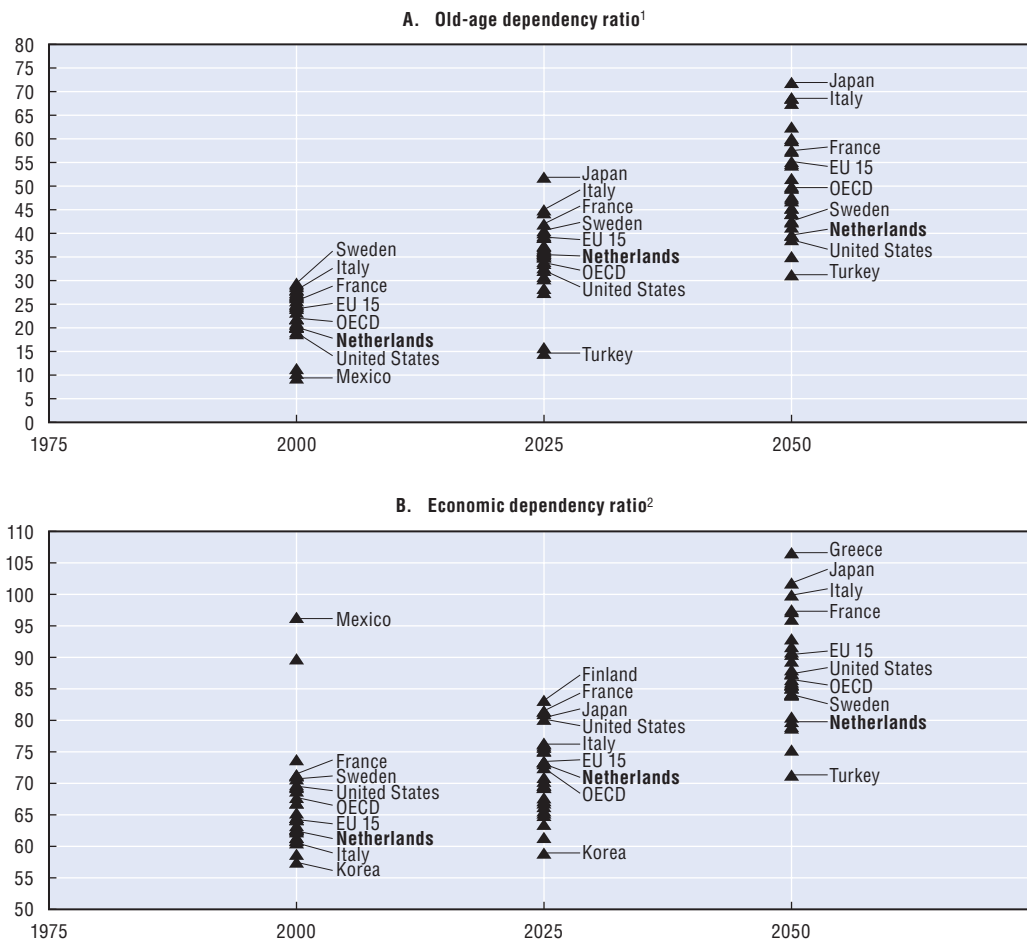 A. Old-age dependency ratio¹
80
75
70
65
60
55
50
45
40
35
30
25
20
15
10
5
0
Sweden
Italy
France
EU 15
OECD
Netherlands
United States
Mexico
Japan
Italy
France
Sweden
EU 15
Netherlands
OECD
United States
Turkey
Japan
Italy
France
EU 15
OECD
Sweden
Netherlands
United States
Turkey
1975 2000 2025 2050
B. Economic dependency ratio²
110
105
100
95
90
85
80
75
70
65
60
55
50
Mexico
France
Sweden
United States
OECD
EU 15
Netherlands
Italy
Korea
Finland
France
Japan
United States
Italy
EU 15
Netherlands
OECD
Korea
Greece
Japan
Italy
France
EU 15
United States
OECD
Sweden
Netherlands
Turkey
1975 2000 2025 2050